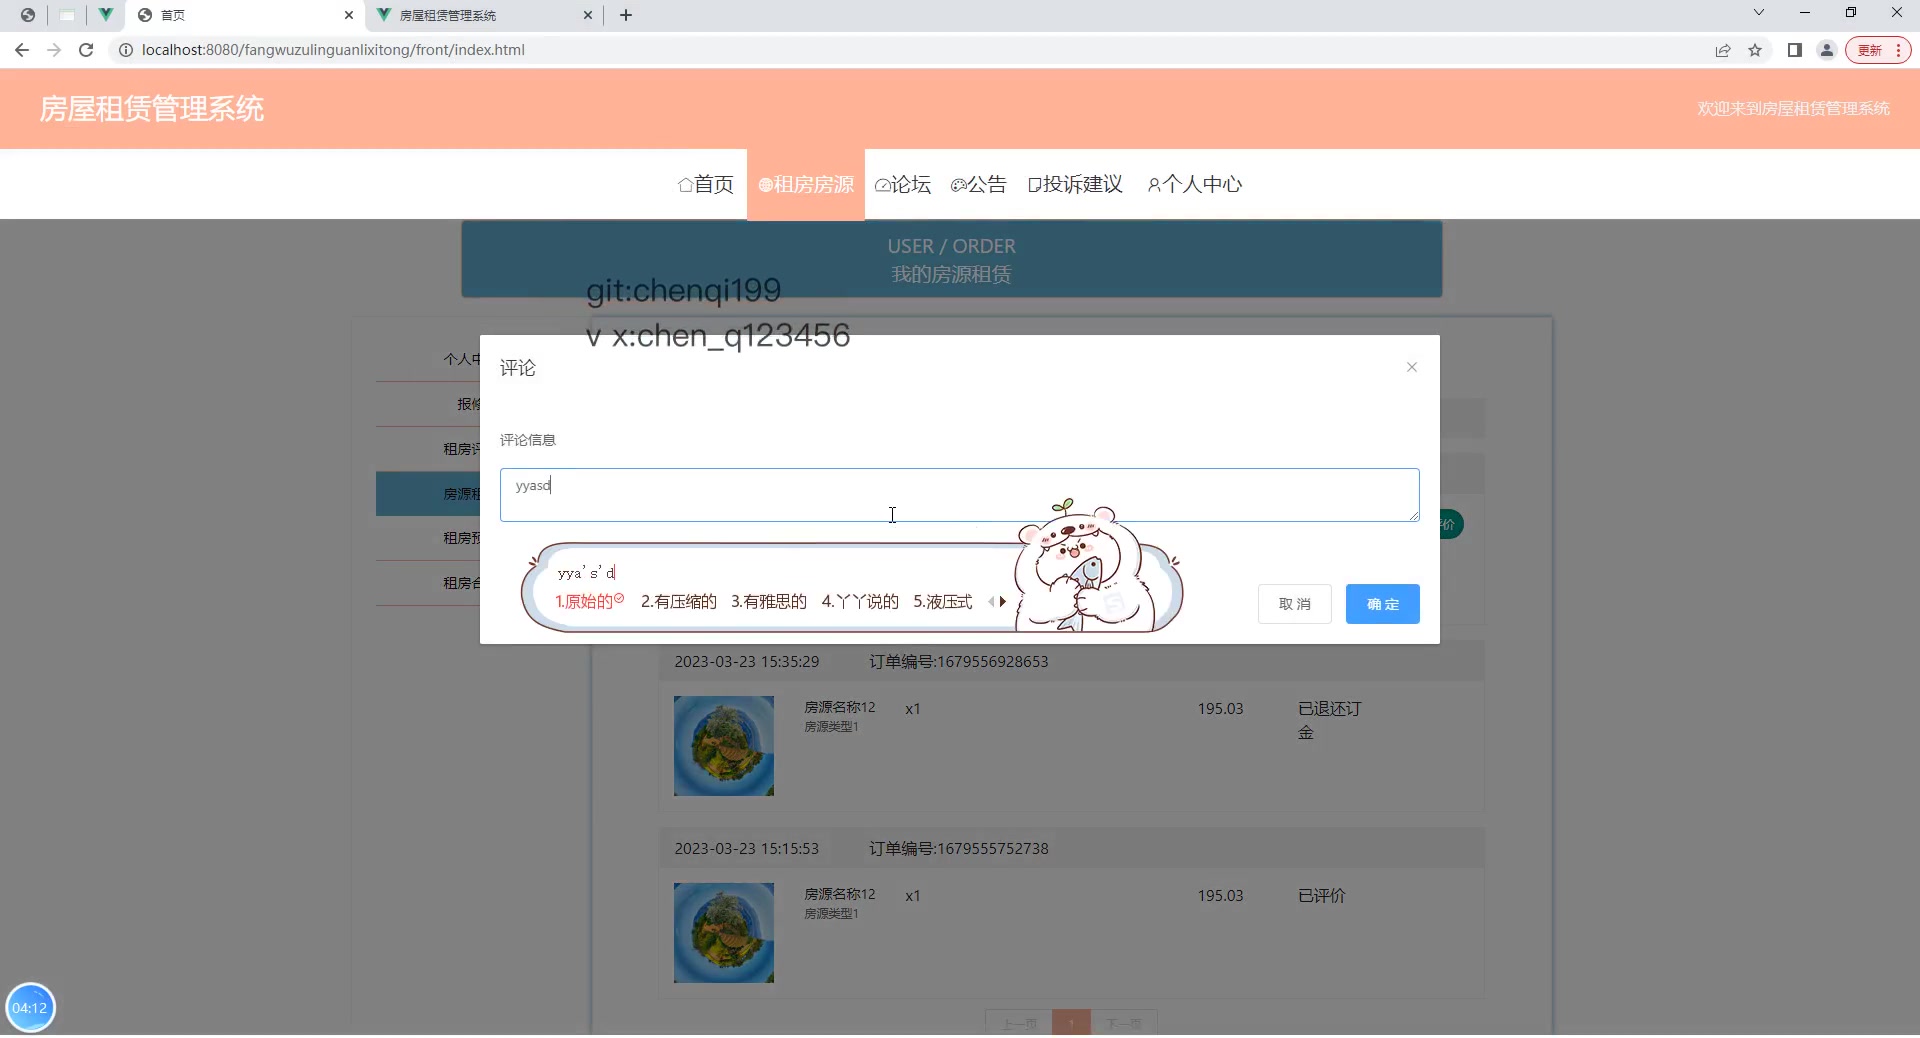 首页
房屋租赁管理系统
localhost:8080/fangwuzulinguanlixitong/front/index.html
更新
房屋租赁管理系统
欢迎来到房屋租赁管理系统
首页
租房房源
论坛
公告
投诉建议
个人中心
USER / ORDER
我的房源租赁
git:chenqi199
v x:chen_q123456
个人中
报修
租房评
房源租
租房预
租房合
评论
评论信息
yyasd
价
yya's'd
1.原始的 2.有压缩的 3.有雅思的 4.丫丫说的 5.液压式
取消
确定
2023-03-23 15:35:29 订单编号:1679556928653
房源名称12 x1 195.03 已退还订金
房源类型1
2023-03-23 15:15:53 订单编号:1679555752738
房源名称12 x1 195.03 已评价
房源类型1
上一页 1 下一页
04:12